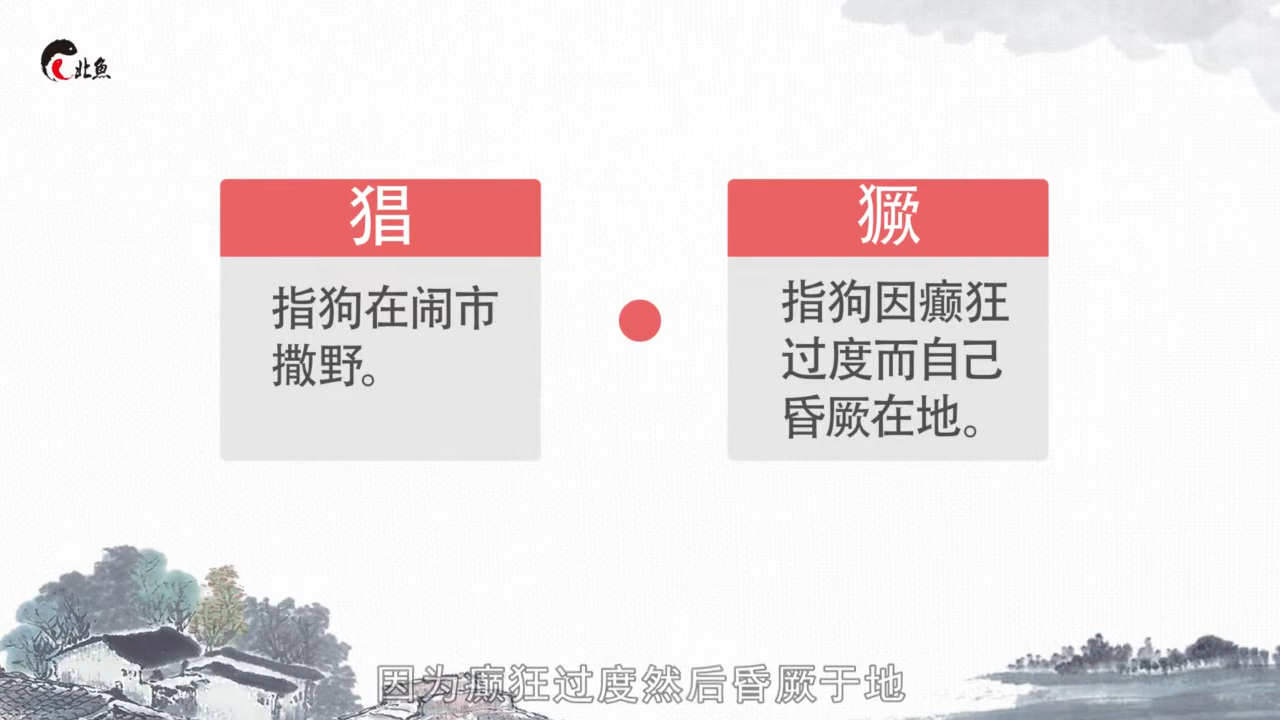 北魚
猖
指狗在闹市
撒野。
獗
指狗因癫狂
过度而自己
昏厥在地。
因为癫狂过度然后昏厥于地